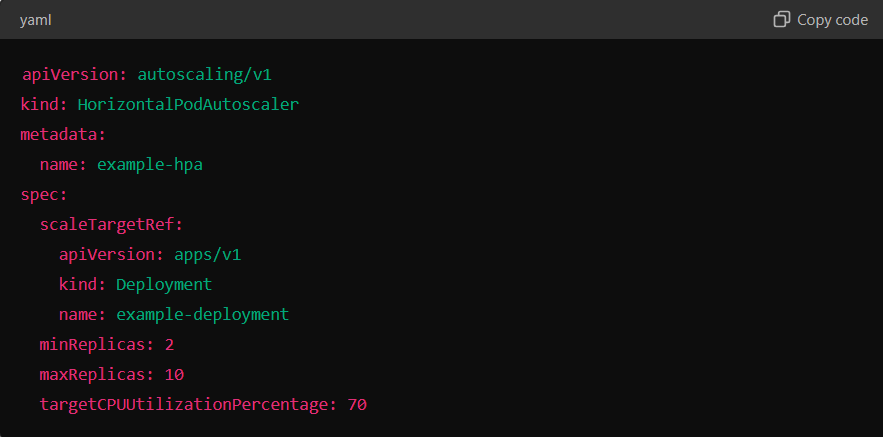 yaml
Copy code
apiVersion: autoscaling/v1
kind: HorizontalPodAutoscaler
metadata:
  name: example-hpa
spec:
  scaleTargetRef:
    apiVersion: apps/v1
    kind: Deployment
    name: example-deployment
  minReplicas: 2
  maxReplicas: 10
  targetCPUUtilizationPercentage: 70